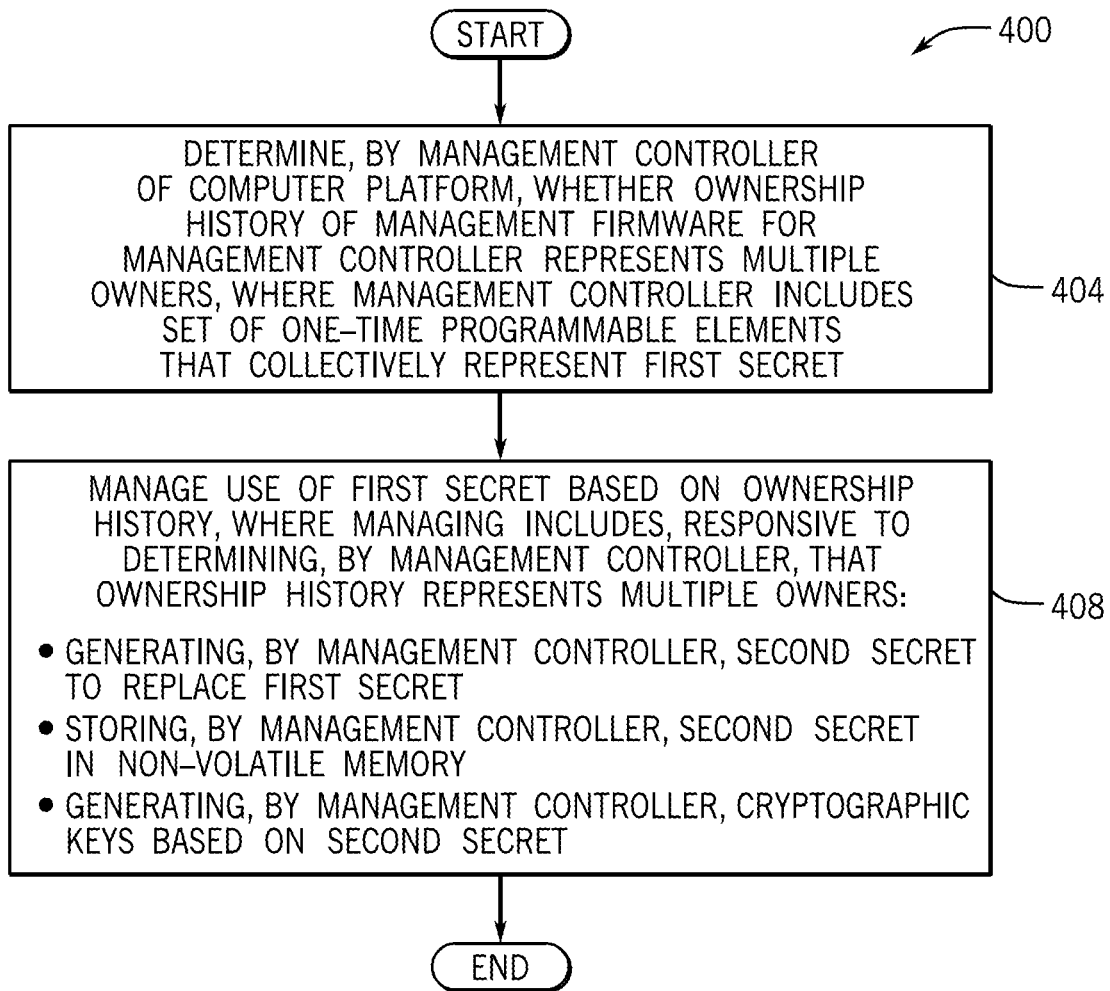 START
400
DETERMINE, BY MANAGEMENT CONTROLLER
OF COMPUTER PLATFORM, WHETHER OWNERSHIP
HISTORY OF MANAGEMENT FIRMWARE FOR
MANAGEMENT CONTROLLER REPRESENTS MULTIPLE
OWNERS, WHERE MANAGEMENT CONTROLLER INCLUDES
SET OF ONE–TIME PROGRAMMABLE ELEMENTS
THAT COLLECTIVELY REPRESENT FIRST SECRET
404
MANAGE USE OF FIRST SECRET BASED ON OWNERSHIP
HISTORY, WHERE MANAGING INCLUDES, RESPONSIVE TO
DETERMINING, BY MANAGEMENT CONTROLLER, THAT
OWNERSHIP HISTORY REPRESENTS MULTIPLE OWNERS:
• GENERATING, BY MANAGEMENT CONTROLLER, SECOND SECRET
TO REPLACE FIRST SECRET
• STORING, BY MANAGEMENT CONTROLLER, SECOND SECRET
IN NON–VOLATILE MEMORY
• GENERATING, BY MANAGEMENT CONTROLLER, CRYPTOGRAPHIC
KEYS BASED ON SECOND SECRET
408
END